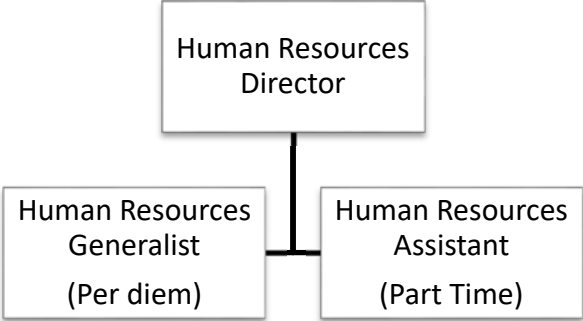 Human Resources
Director
Human Resources
Generalist
(Per diem)
Human Resources
Assistant
(Part Time)